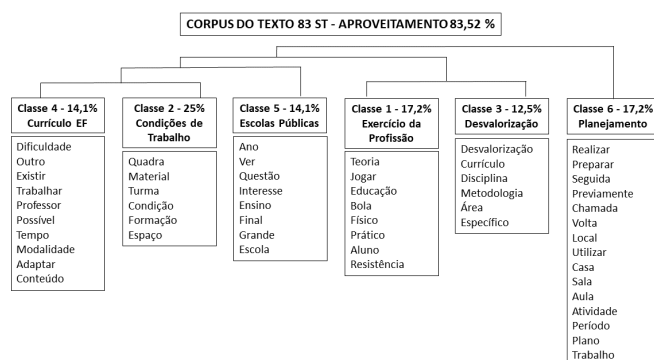 CORPUS DO TEXTO 83 ST - APROVEITAMENTO 83,52 %
Classe 4 - 14,1%
Currículo EF
Dificuldade
Outro
Existir
Trabalhar
Professor
Possível
Tempo
Modalidade
Adaptar
Conteúdo
Classe 2 - 25%
Condições de
Trabalho
Quadra
Material
Turma
Condição
Formação
Espaço
Classe 5 - 14,1%
Escolas Públicas
Ano
Ver
Questão
Interesse
Ensino
Final
Grande
Escola
Classe 1 - 17,2%
Exercício da
Profissão
Teoria
Jogar
Educação
Bola
Físico
Prático
Aluno
Resistência
Classe 3 - 12,5%
Desvalorização
Desvalorização
Currículo
Disciplina
Metodologia
Área
Específico
Classe 6 - 17,2%
Planejamento
Realizar
Preparar
Seguida
Previamente
Chamada
Volta
Local
Utilizar
Casa
Sala
Aula
Atividade
Período
Plano
Trabalho